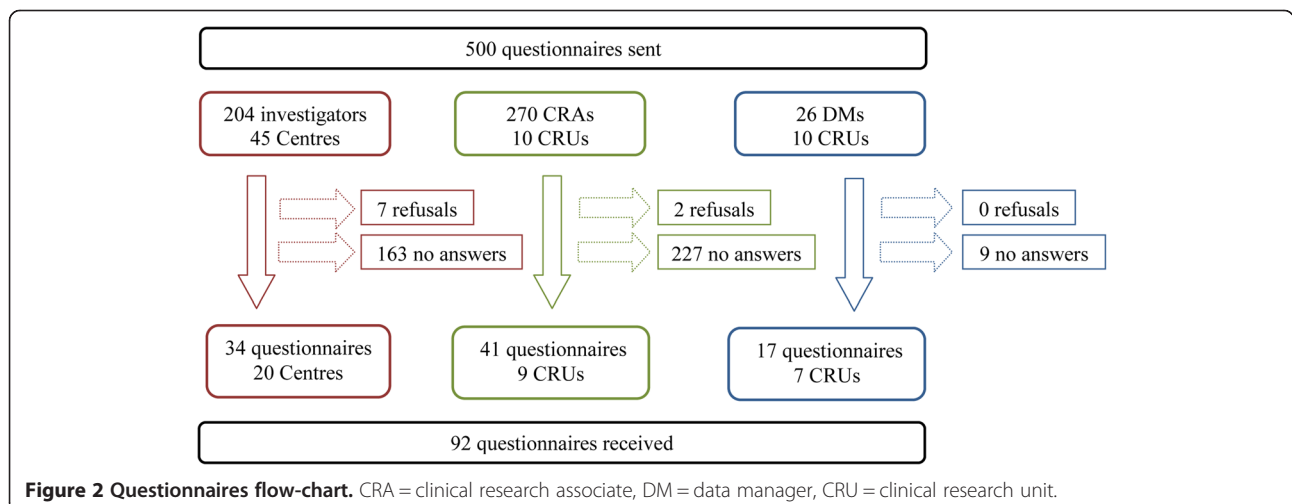 500 questionnaires sent
204 investigators
45 Centres
270 CRAs
10 CRUs
26 DMs
10 CRUs
7 refusals
2 refusals
0 refusals
163 no answers
227 no answers
9 no answers
34 questionnaires
20 Centres
41 questionnaires
9 CRUs
17 questionnaires
7 CRUs
92 questionnaires received
Figure 2 Questionnaires flow-chart. CRA = clinical research associate, DM = data manager, CRU = clinical research unit.